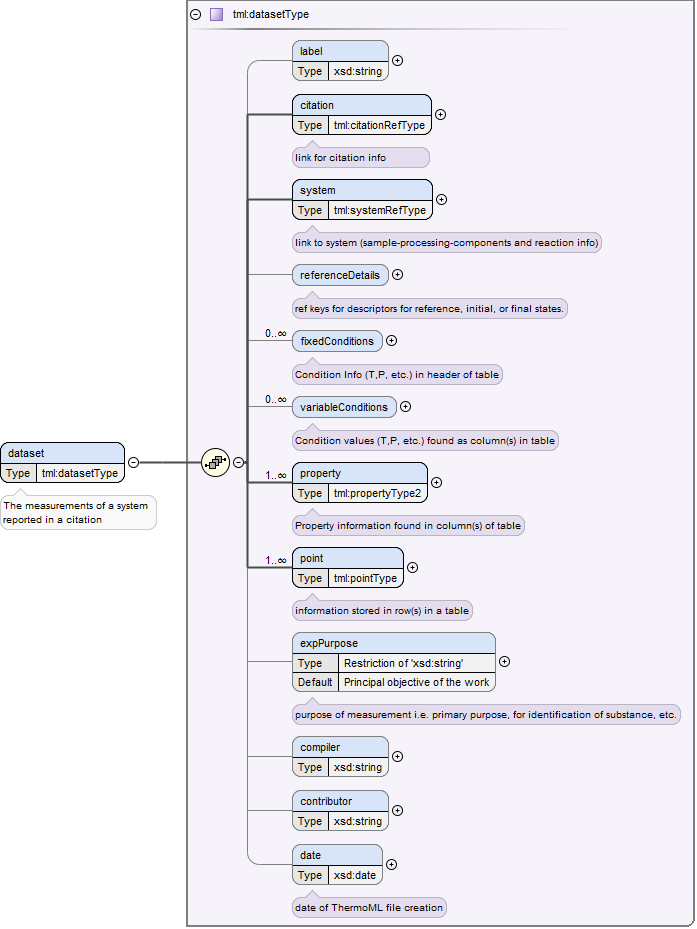 tml:datasetType
label
Type xsd:string
citation
Type tml:citationRefType
link for citation info
system
Type tml:systemRefType
link to system (sample-processing-components and reaction info)
referenceDetails
ref keys for descriptors for reference, initial, or final states.
0..∞
fixedConditions
Condition Info (T,P, etc.) in header of table
0..∞
variableConditions
Condition values (T,P, etc.) found as column(s) in table
dataset
Type tml:datasetType
The measurements of a system
reported in a citation
1..∞
property
Type tml:propertyType2
Property information found in column(s) of table
1..∞
point
Type tml:pointType
information stored in row(s) in a table
expPurpose
Type Restriction of 'xsd:string'
Default Principal objective of the work
purpose of measurement i.e. primary purpose, for identification of substance, etc.
compiler
Type xsd:string
contributor
Type xsd:string
date
Type xsd:date
date of ThermoML file creation